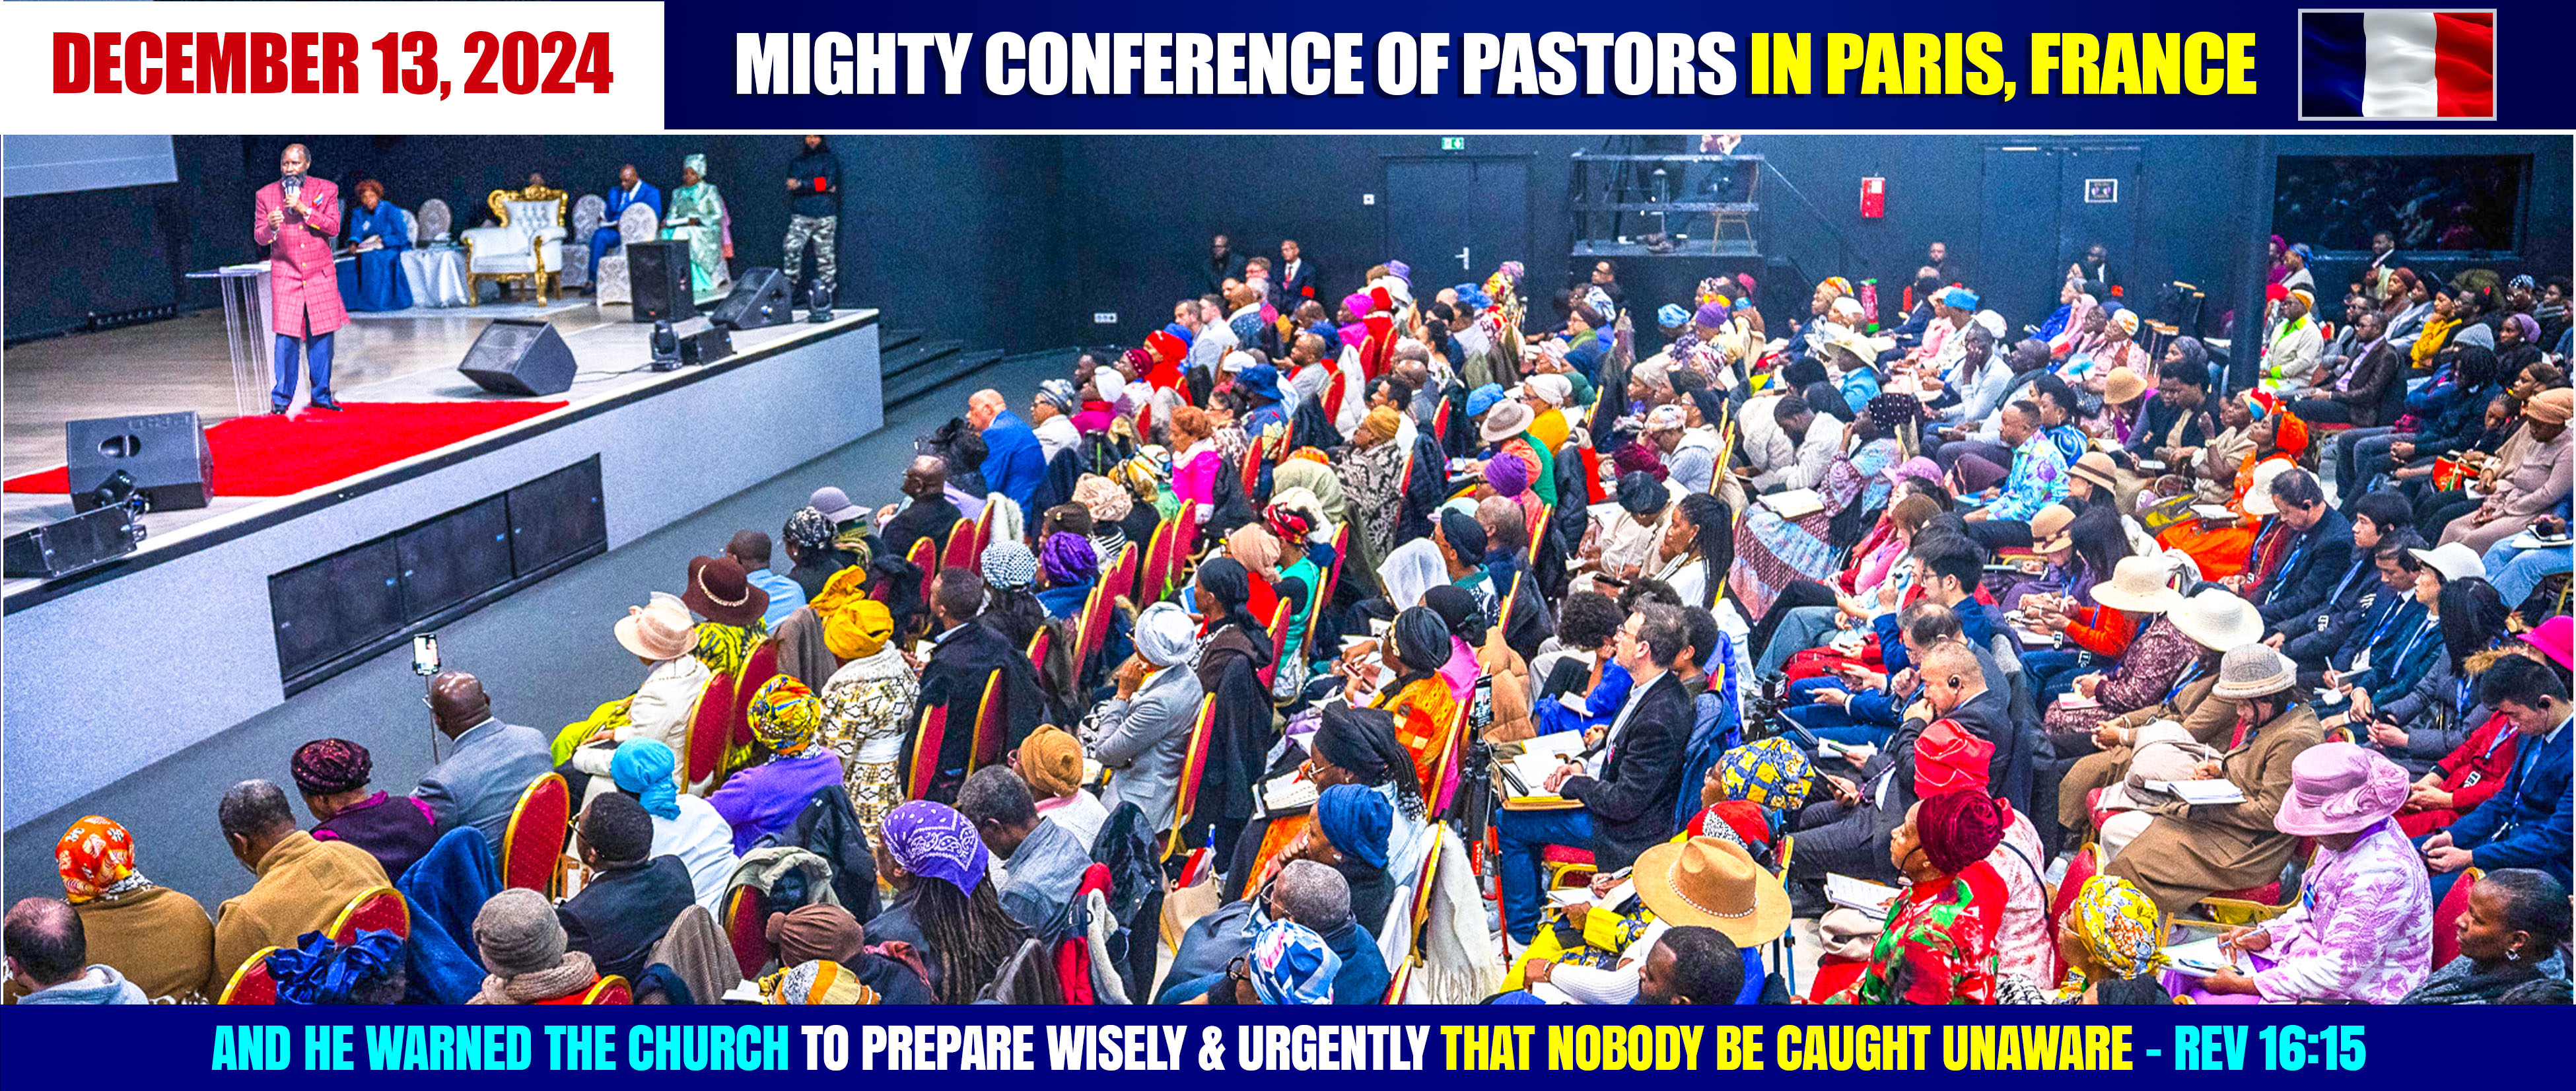 DECEMBER 13, 2024
MIGHTY CONFERENCE OF PASTORS IN PARIS, FRANCE
AND HE WARNED THE CHURCH TO PREPARE WISELY & URGENTLY THAT NOBODY BE CAUGHT UNAWARE - REV 16:15